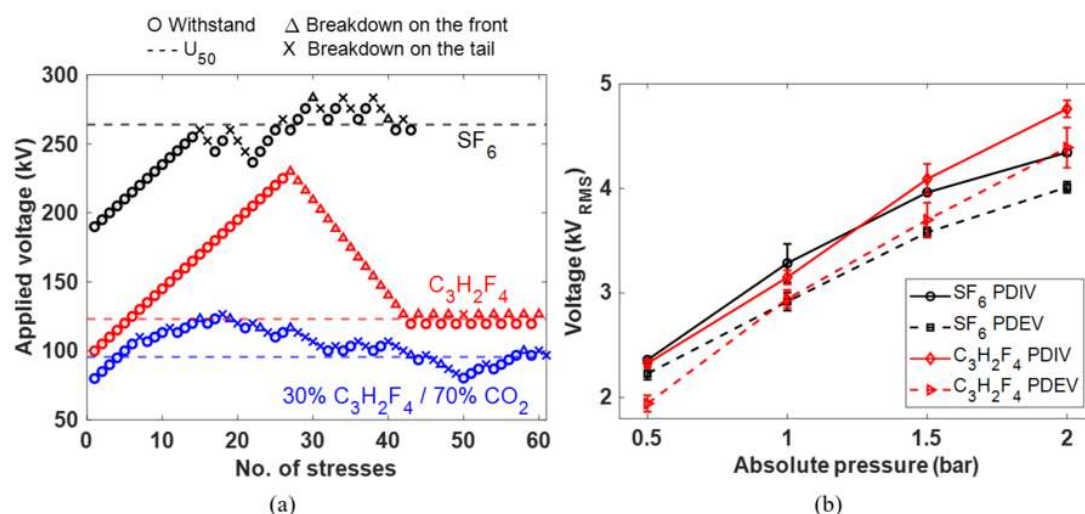 O Withstand △ Breakdown on the front
--- U50 X Breakdown on the tail
300
250
200
150
100
50
Applied voltage (kV)
SF6
C3H2F4
30% C3H2F4 / 70% CO2
0 10 20 30 40 50 60
No. of stresses
(a)
5
4
3
2
Voltage (kVRMS)
SF6 PDIV
SF6 PDEV
C3H2F4 PDIV
C3H2F4 PDEV
0.5 1 1.5 2
Absolute pressure (bar)
(b)